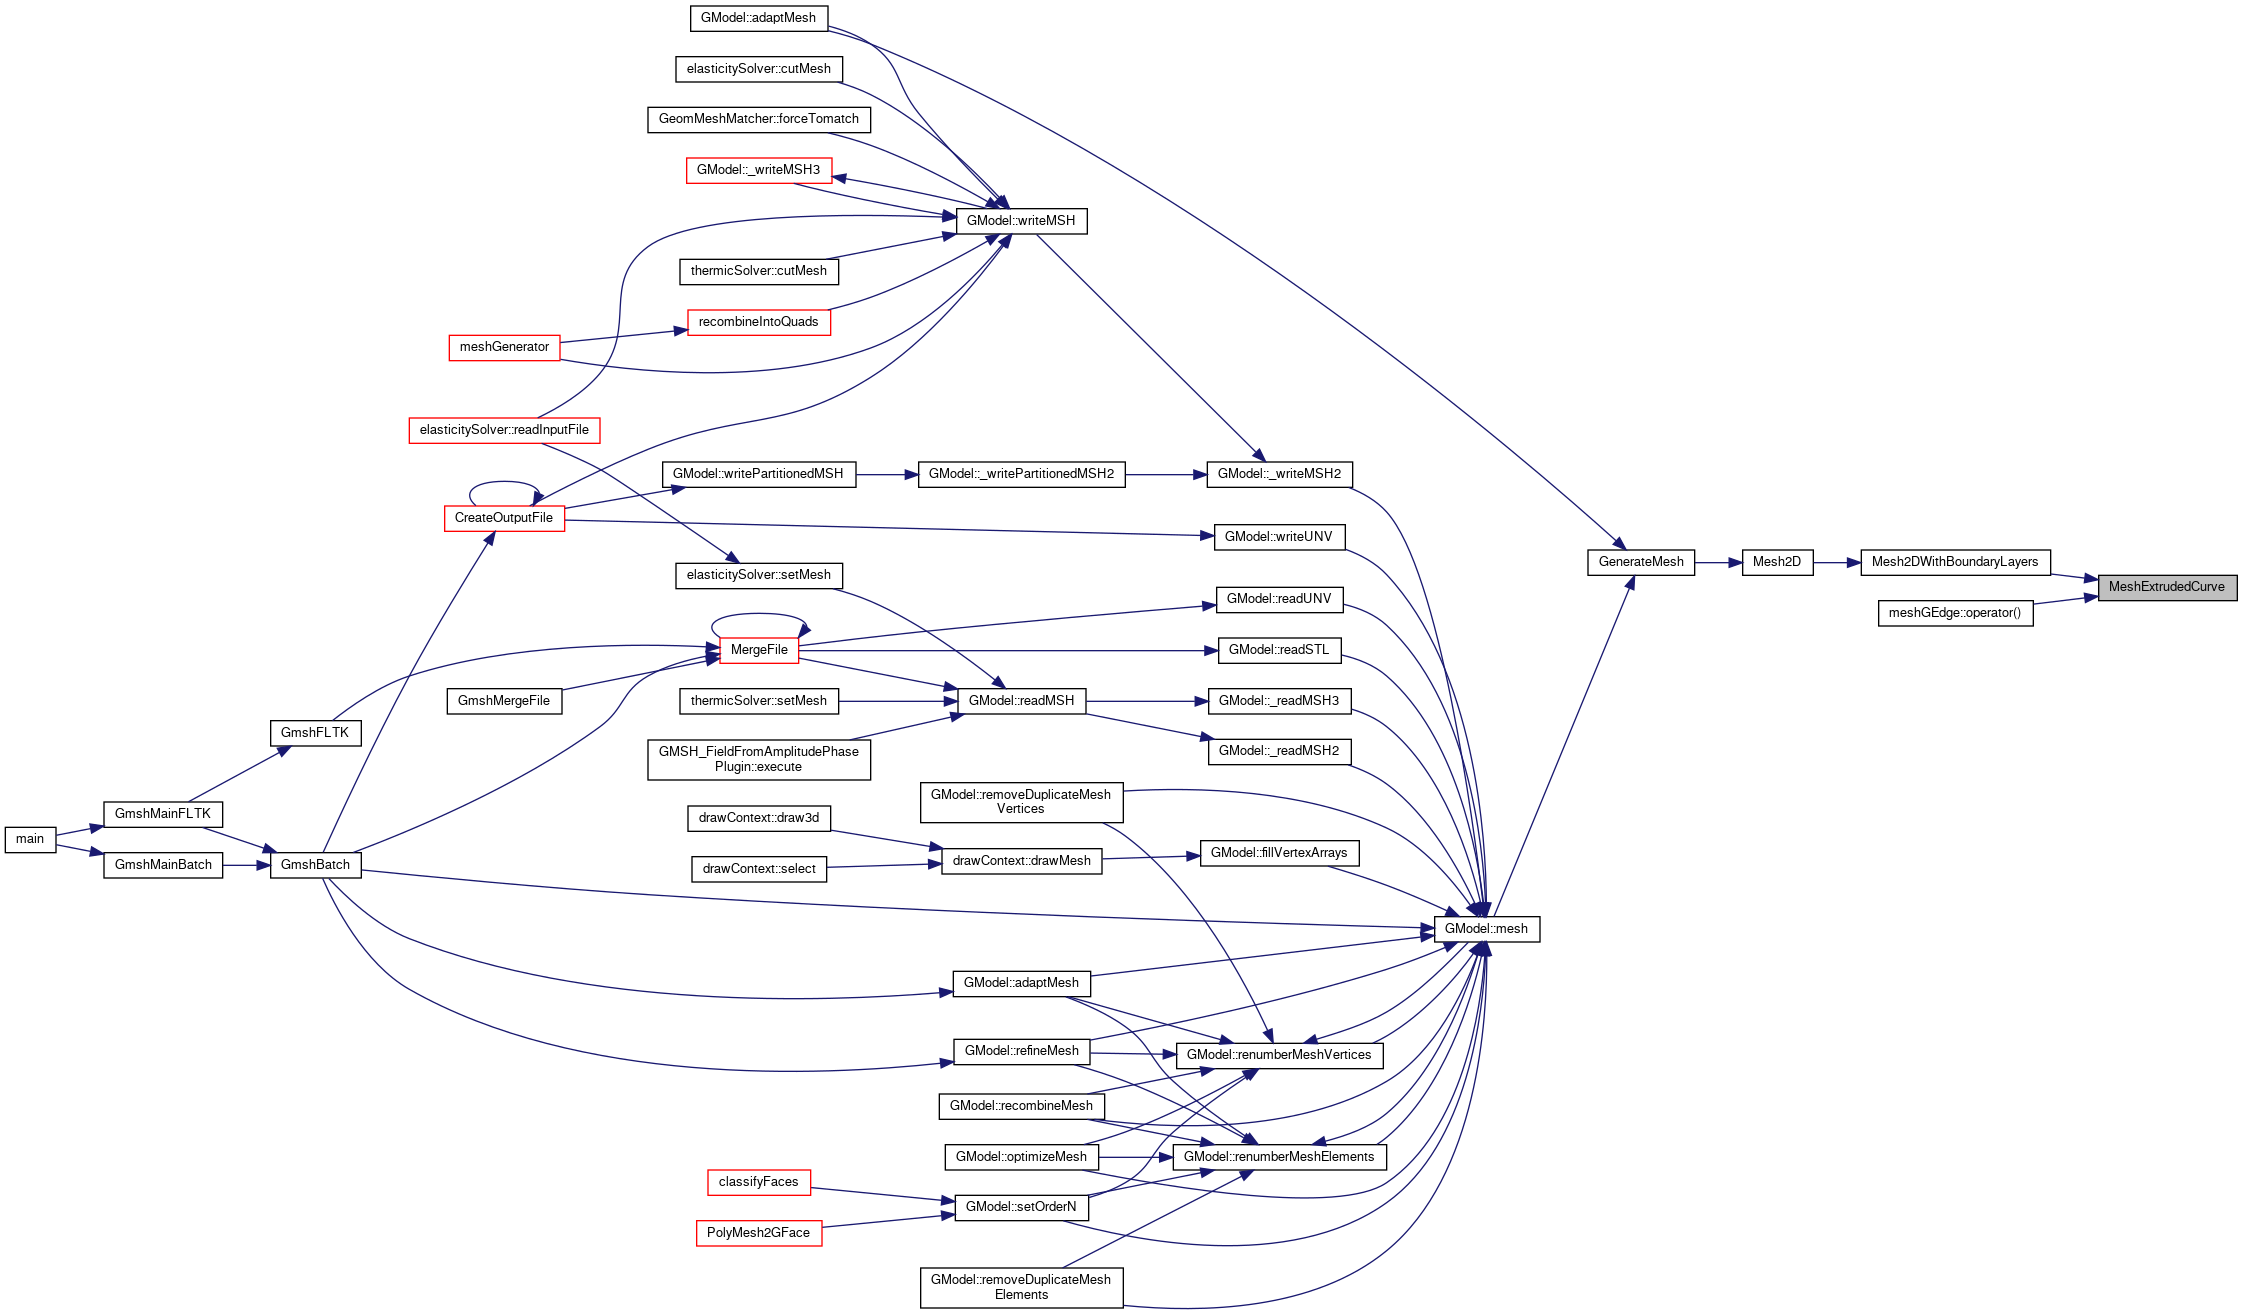 GModel::adaptMesh
elasticitySolver::cutMesh
GeomMeshMatcher::forceTomatch
GModel::_writeMSH3
GModel::writeMSH
thermicSolver::cutMesh
recombineIntoQuads
meshGenerator
elasticitySolver::readInputFile
GModel::writePartitionedMSH
GModel::_writePartitionedMSH2
GModel::_writeMSH2
CreateOutputFile
GModel::writeUNV
GenerateMesh
Mesh2D
Mesh2DWithBoundaryLayers
MeshExtrudedCurve
elasticitySolver::setMesh
GModel::readUNV
meshGEdge::operator()
MergeFile
GModel::readSTL
GmshMergeFile
thermicSolver::setMesh
GModel::readMSH
GModel::_readMSH3
GmshFLTK
GMSH_FieldFromAmplitudePhase
Plugin::execute
GModel::_readMSH2
GModel::removeDuplicateMesh
Vertices
GmshMainFLTK
drawContext::draw3d
main
GmshMainBatch
GmshBatch
drawContext::select
drawContext::drawMesh
GModel::fillVertexArrays
GModel::mesh
GModel::adaptMesh
GModel::refineMesh
GModel::renumberMeshVertices
GModel::recombineMesh
GModel::optimizeMesh
GModel::renumberMeshElements
classifyFaces
GModel::setOrderN
PolyMesh2GFace
GModel::removeDuplicateMesh
Elements